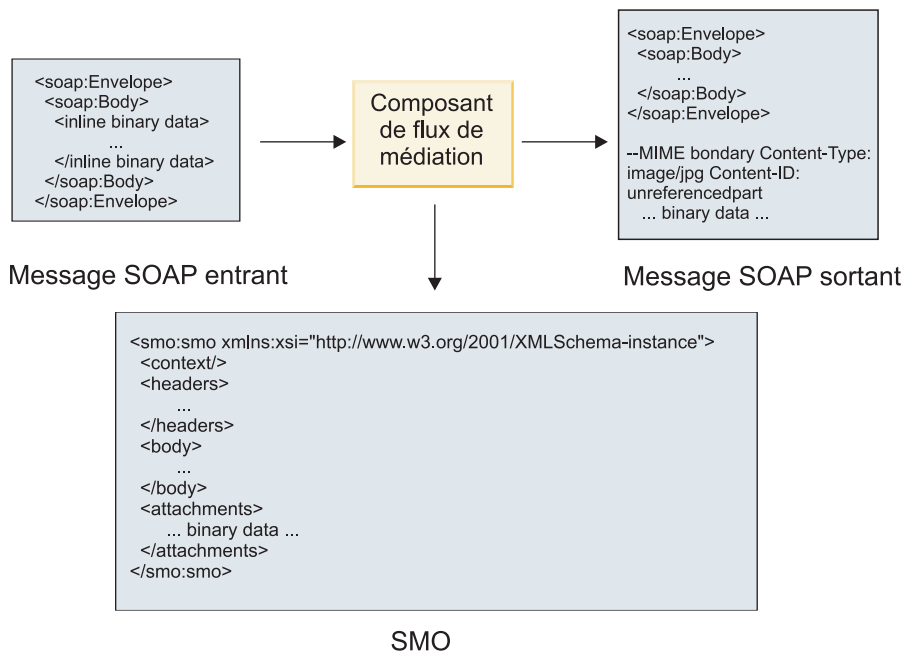 <soap:Envelope>
<soap:Body>
<inline binary data>
...
</inline binary data>
</soap:Body>
</soap:Envelope>
Message SOAP entrant
Composant
de flux de
médiation
<soap:Envelope>
<soap:Body>
...
</soap:Body>
</soap:Envelope>
--MIME bondary Content-Type:
image/jpg Content-ID:
unreferencedpart
... binary data ...
Message SOAP sortant
<smo:smo xmlns:xsi="http://www.w3.org/2001/XMLSchema-instance">
<context/>
<headers>
...
</headers>
<body>
...
</body>
<attachments>
... binary data ...
</attachments>
</smo:smo>
SMO